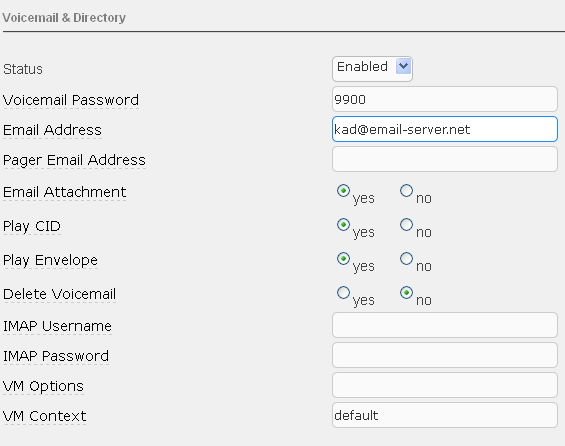 Voicemail & Directory
Status Enabled
Voicemail Password 9900
Email Address kad@email-server.net
Pager Email Address
Email Attachment yes no
Play CID yes no
Play Envelope yes no
Delete Voicemail yes no
IMAP Username
IMAP Password
VM Options
VM Context default